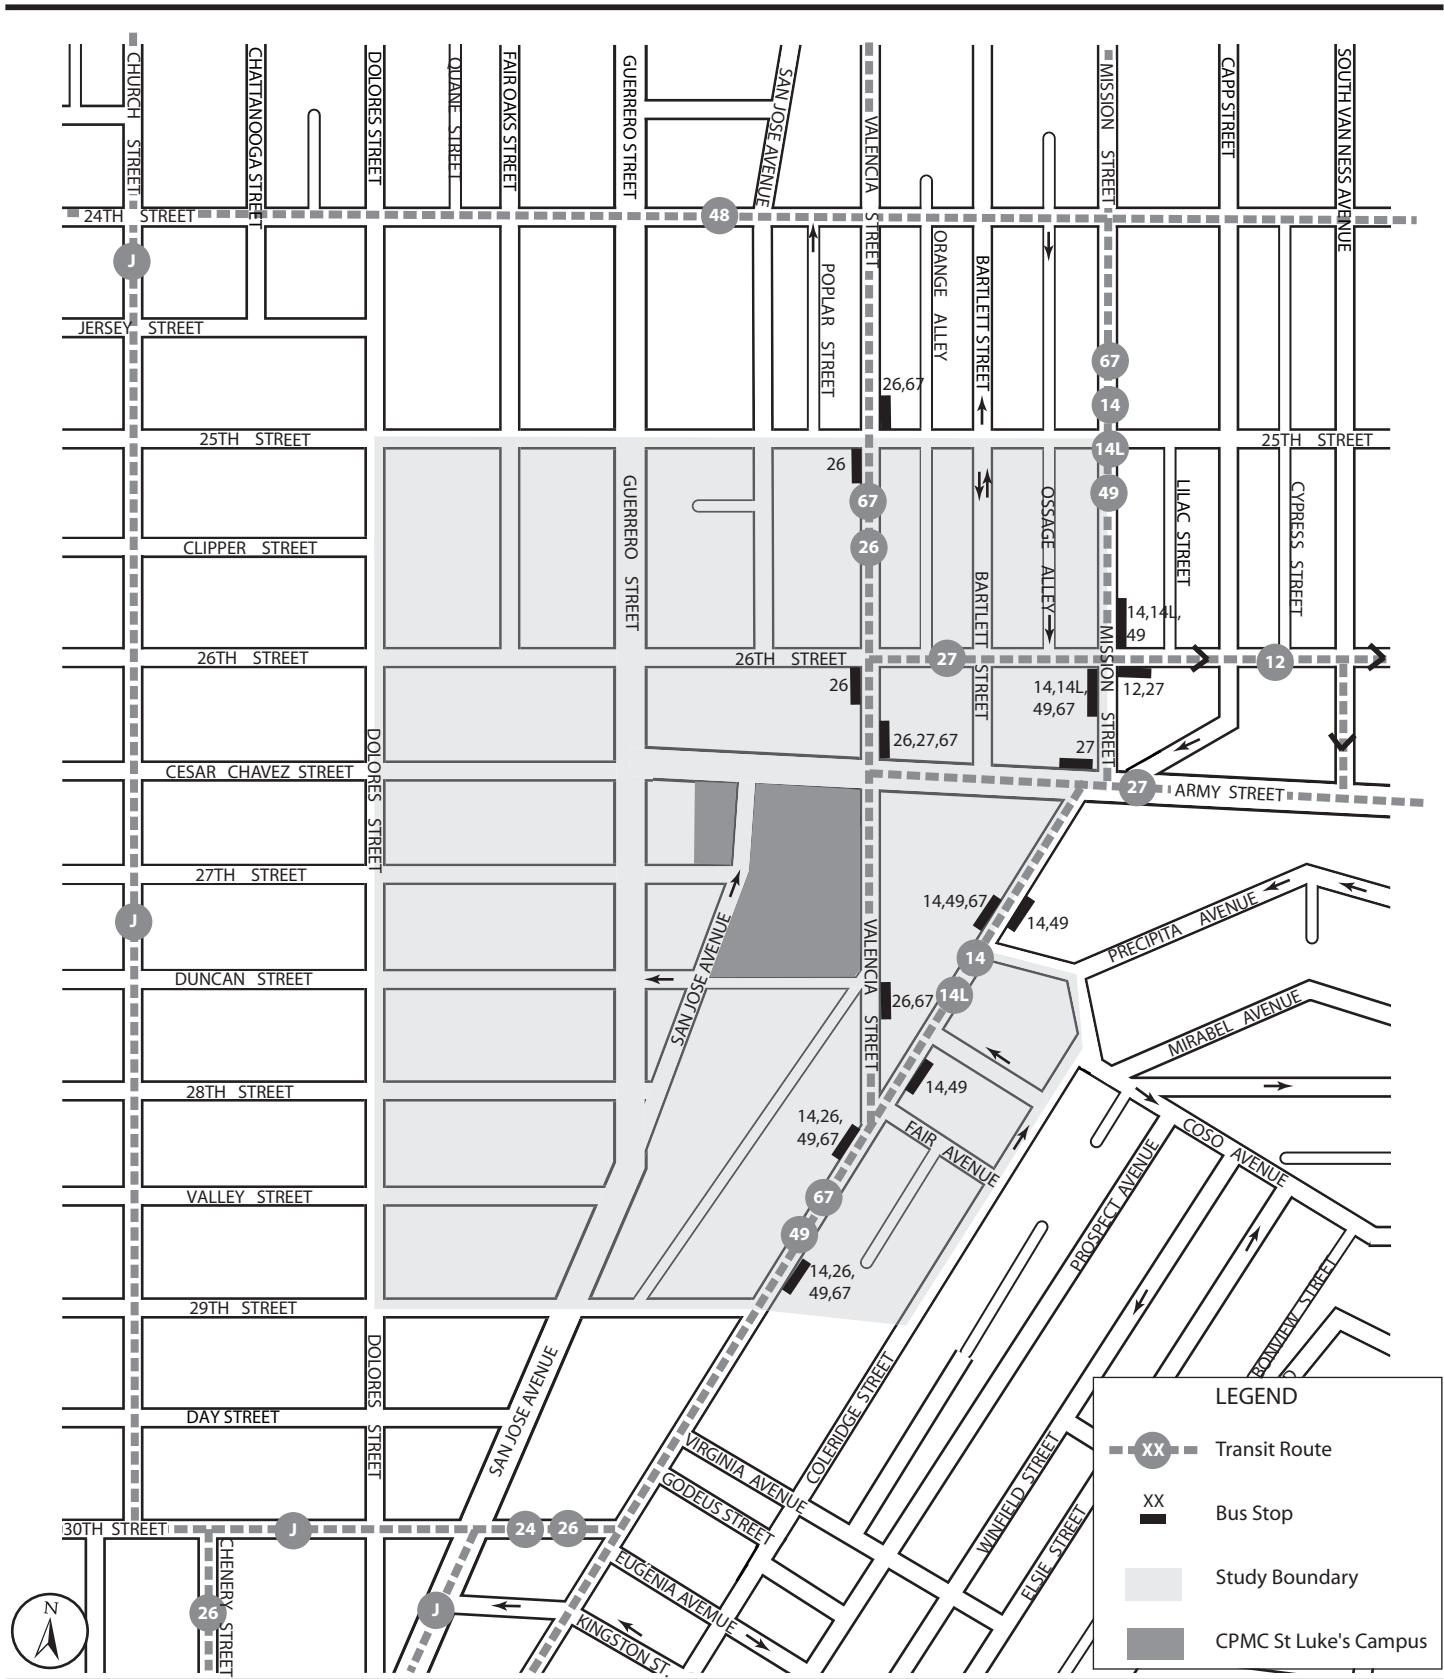 CHURCH STREET
CHATTANOOGA STREET
DOLORES STREET
QUANE STREET
FAIR OAKS STREET
GUERRERO STREET
SAN JOSE AVENUE
VALENCIA STREET
MISSION STREET
CAPP STREET
SOUTH VAN NESS AVENUE
24TH STREET
48
J
POPLAR STREET
ORANGE ALLEY
BARTLETT STREET
JERSEY STREET
67
14
26,67
25TH STREET
25TH STREET
14L
26
67
49
GUERRERO STREET
OSSAGE ALLEY
LILAC STREET
CYPRESS STREET
CLIPPER STREET
26
BARTLETT STREET
14,14L,
49
MISSION STREET
26TH STREET
26TH STREET
27
12
26
14,14L,
49,67
12,27
26,27,67
27
DOLORES STREET
CESAR CHAVEZ STREET
27
ARMY STREET
27TH STREET
14,49,67
14,49
J
PRECIPITA AVENUE
VALENCIA STREET
SAN JOSE AVENUE
14
DUNCAN STREET
26,67
14L
MIRABEL AVENUE
28TH STREET
14,49
14,26,
49,67
FAIR AVENUE
COSO AVENUE
PROSPECT AVENUE
VALLEY STREET
67
49
14,26,
49,67
BONVIEW STREET
29TH STREET
DOLORES STREET
SAN JOSE AVENUE
COLERIDGE STREET
DAY STREET
VIRGINIA AVENUE
GODEUS STREET
WINFIELD STREET
ELSIE STREET
30TH STREET
J
24
26
EUGENIA AVEMUE
CHENERY STREET
26
J
KINGSTON ST.
N
LEGEND
XX
Transit Route
XX
Bus Stop
Study Boundary
CPMC St Luke's Campus